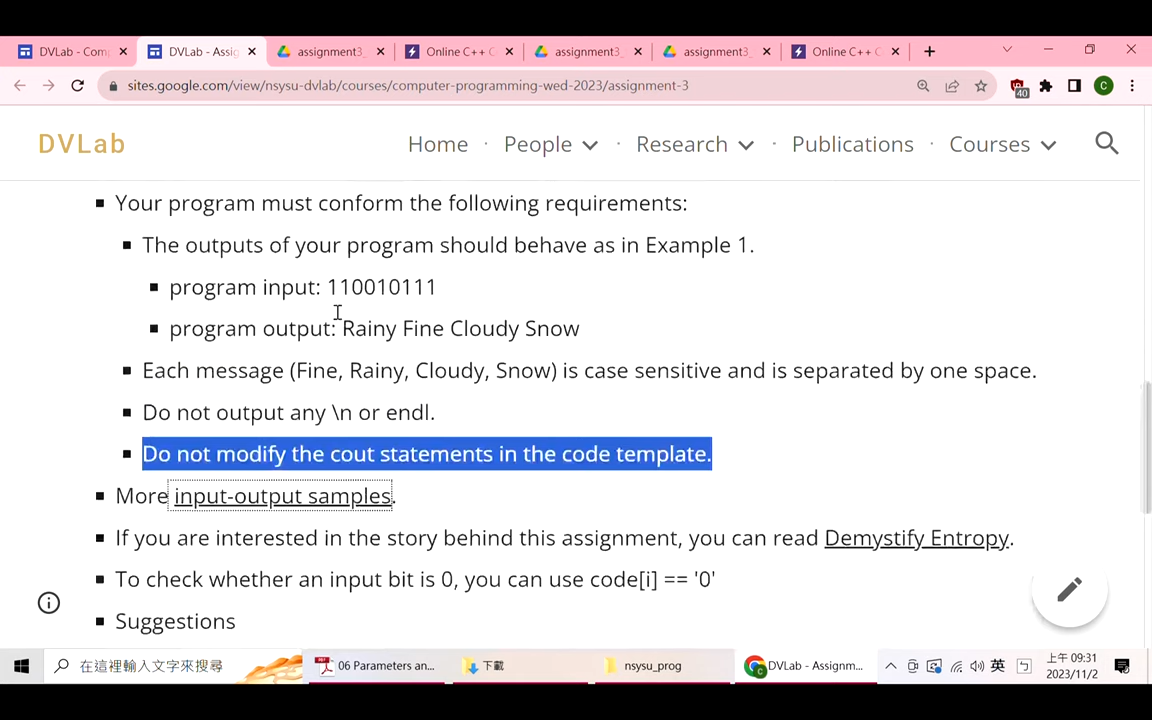 DVLab - Com
DVLab - Assig
assignment3_
Online C++ C
assignment3_
assignment3_
Online C++ C
sites.google.com/view/nsysu-dvlab/courses/computer-programming-wed-2023/assignment-3
40
C
DVLab
Home · People · Research · Publications · Courses
Your program must conform the following requirements:
The outputs of your program should behave as in Example 1.
program input: 110010111
program output: Rainy Fine Cloudy Snow
Each message (Fine, Rainy, Cloudy, Snow) is case sensitive and is separated by one space.
Do not output any \n or endl.
Do not modify the cout statements in the code template.
More input-output samples.
If you are interested in the story behind this assignment, you can read Demystify Entropy.
To check whether an input bit is 0, you can use code[i] == '0'
Suggestions
在這裡輸入文字來搜尋
06 Parameters an...
下載
nsysu_prog
DVLab - Assignm...
英
上午 09:31
2023/11/2